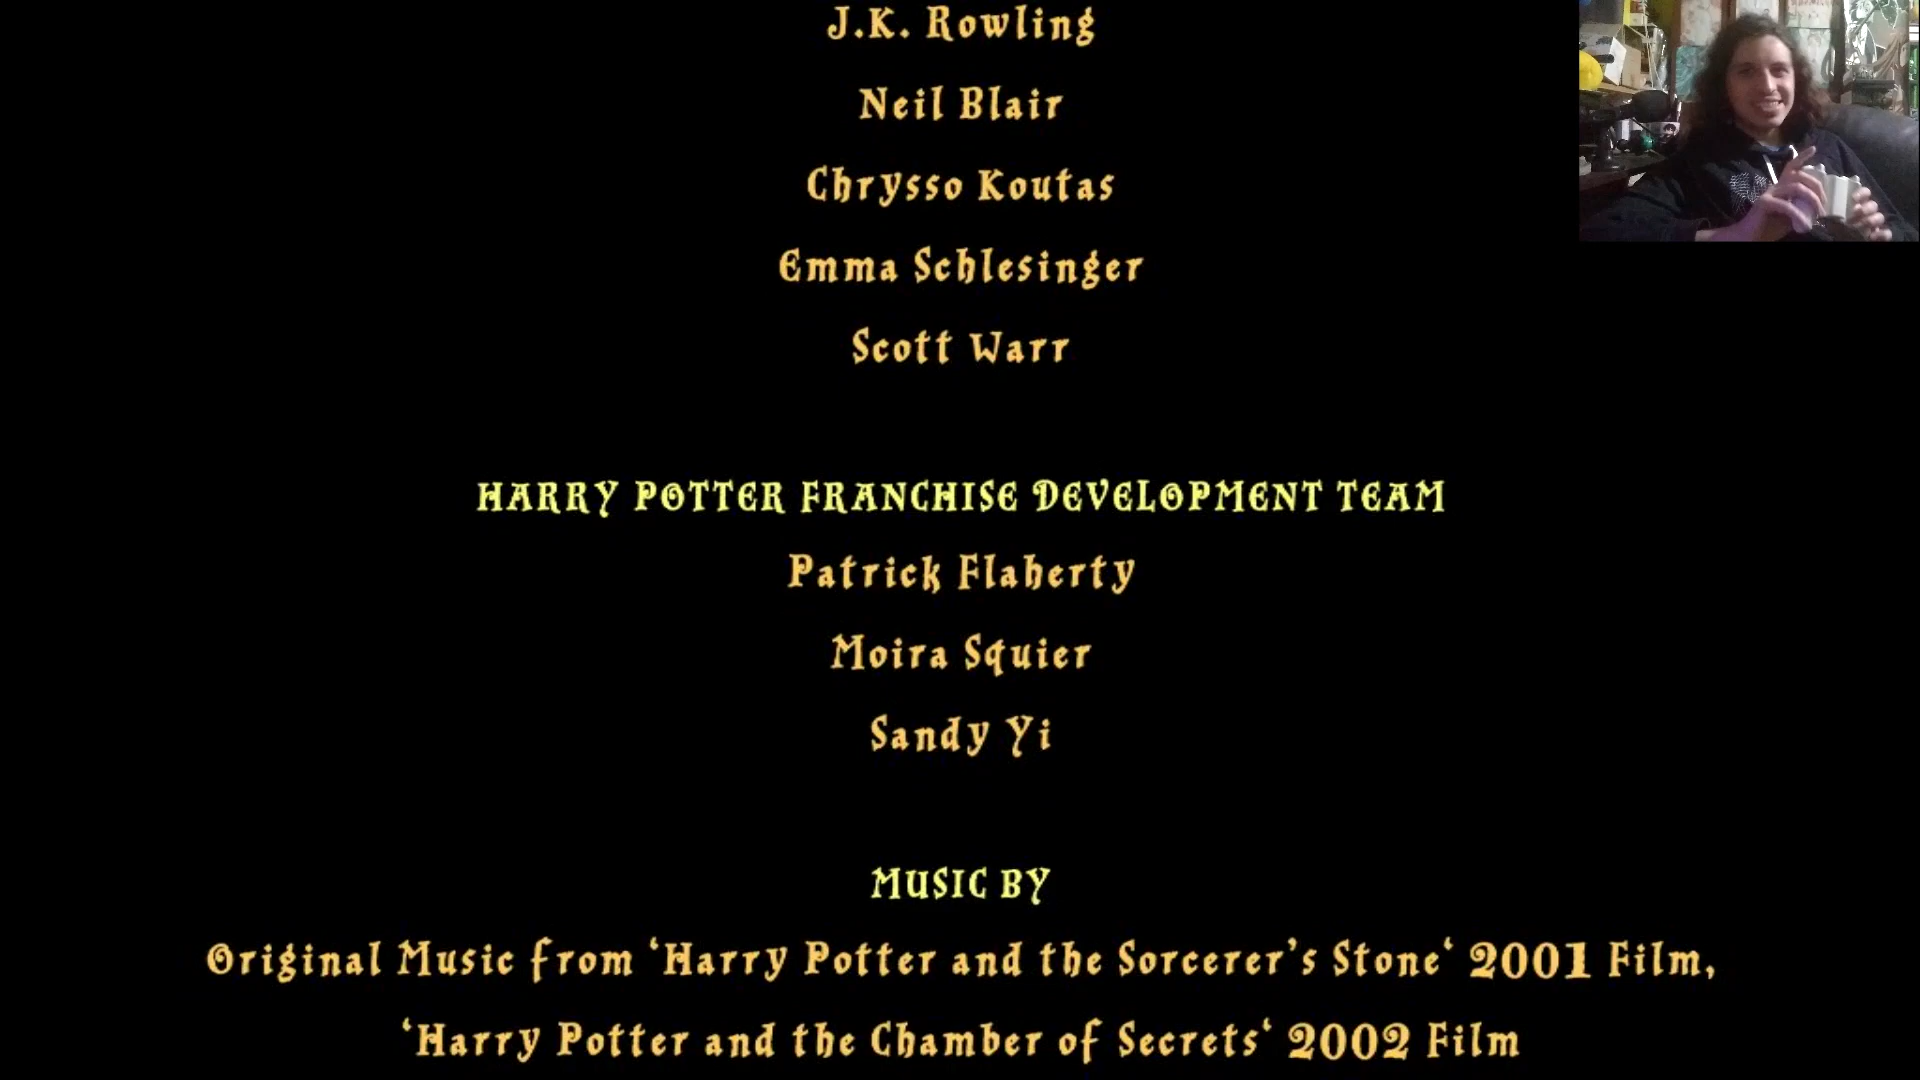 J.K. Rowling
Neil Blair
Chrysso Koutas
Emma Schlesinger
Scott Warr
HARRY POTTER FRANCHISE DEVELOPMENT TEAM
Patrick Flaherty
Moira Squier
Sandy Yi
MUSIC BY
Original Music from ‘Harry Potter and the Sorcerer’s Stone‘ 2001 Film,
‘Harry Potter and the Chamber of Secrets‘ 2002 Film